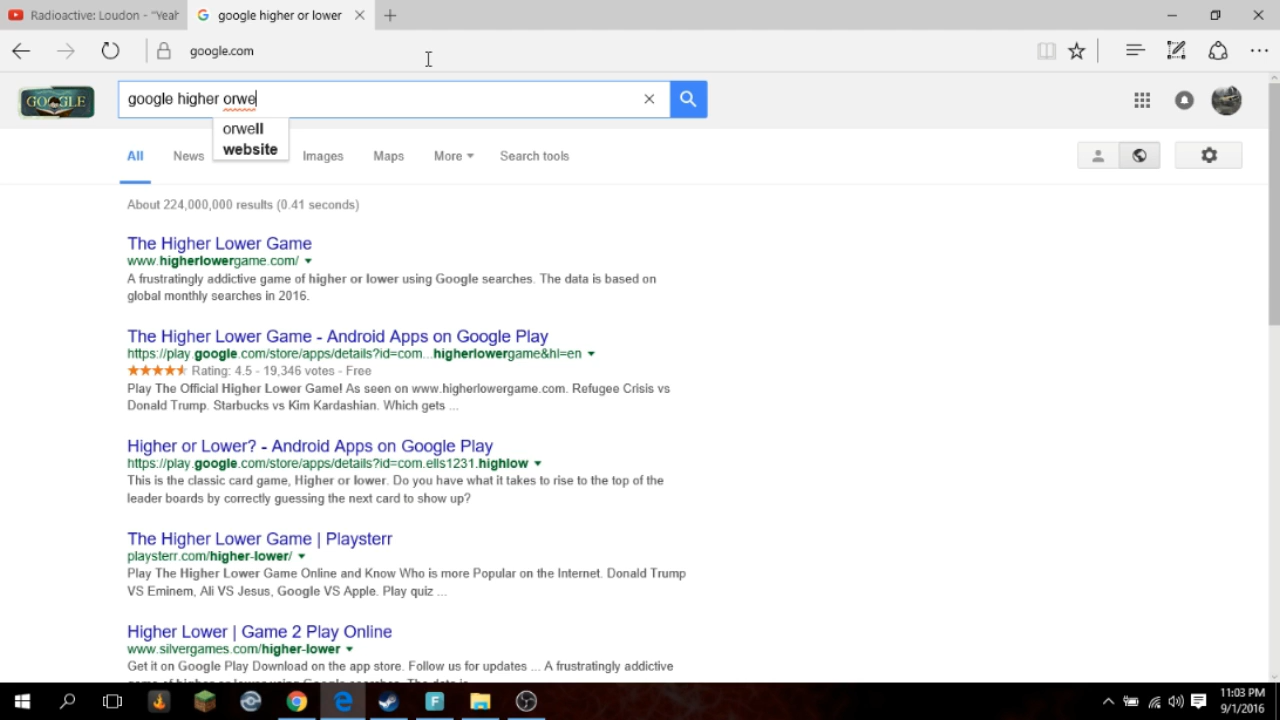 Radioactive: Loudon - "Yeah
google higher or lower
google.com
GOOGLE
google higher orwe
orwell
website
All News Images Maps More Search tools
About 224,000,000 results (0.41 seconds)
The Higher Lower Game
www.higherlowergame.com/
A frustratingly addictive game of higher or lower using Google searches. The data is based on
global monthly searches in 2016.
The Higher Lower Game - Android Apps on Google Play
https://play.google.com/store/apps/details?id=com...higherlowergame&hl=en
Rating: 4.5 - 19,346 votes - Free
Play The Official Higher Lower Game! As seen on www.higherlowergame.com. Refugee Crisis vs
Donald Trump. Starbucks vs Kim Kardashian. Which gets ...
Higher or Lower? - Android Apps on Google Play
https://play.google.com/store/apps/details?id=com.ells1231.highlow
This is the classic card game, Higher or lower. Do you have what it takes to rise to the top of the
leader boards by correctly guessing the next card to show up?
The Higher Lower Game | Playsterr
playsterr.com/higher-lower/
Play The Higher Lower Game Online and Know Who is more Popular on the Internet. Donald Trump
VS Eminem, Ali VS Jesus, Google VS Apple. Play quiz ...
Higher Lower | Game 2 Play Online
www.silvergames.com/higher-lower
Get it on Google Play Download on the app store. Follow us for updates ... A frustratingly addictive
game of higher or lower using Google searches. The data is
11:03 PM
9/1/2016